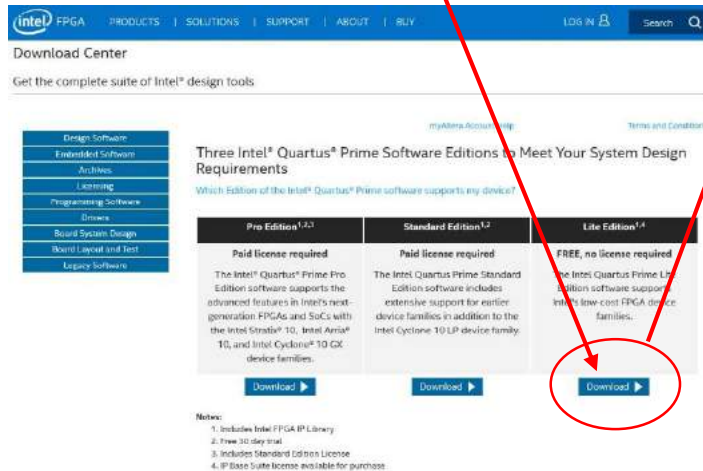 intel FPGA PRODUCTS | SOLUTIONS | SUPPORT | ABOUT | BUY LOG IN Search
Download Center
Get the complete suite of Intel® design tools
myAltera Account Help Terms and Condition
Design Software
Embedded Software
Archives
Licensing
Programming Software
Drivers
Board System Design
Board Layout and Test
Legacy Software
Three Intel® Quartus® Prime Software Editions to Meet Your System Design
Requirements
Which Edition of the Intel® Quartus® Prime software supports my device?
Pro Edition1,2,3
Paid license required
The Intel® Quartus® Prime Pro
Edition software supports the
advanced features in Intel's next-
generation FPGAs and SoCs with
the Intel Stratix® 10, Intel Arria®
10, and Intel Cyclone® 10 GX
device families.
Download
Standard Edition1,2
Paid license required
The Intel Quartus Prime Standard
Edition software includes
extensive support for earlier
device families in addition to the
Intel Cyclone 10 LP device family.
Download
Lite Edition1,4
FREE, no license required
The Intel Quartus Prime Lite
Edition software supports
Intel's low-cost FPGA device
families.
Download
Notes:
1. Includes Intel FPGA IP Library
2. Free 30 day trial
3. Includes Standard Edition License
4. IP Base Suite license available for purchase